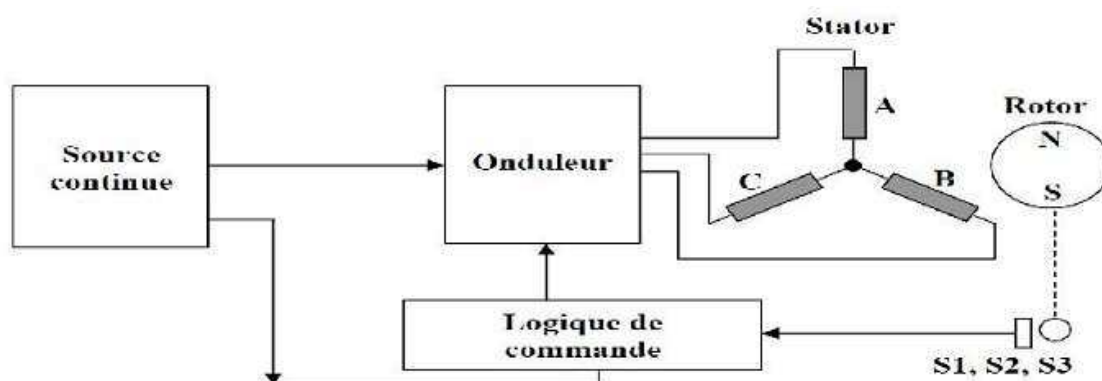 Stator
A
Rotor
N
Source
continue
Onduleur
C
B
S
Logique de
commande
S1, S2, S3